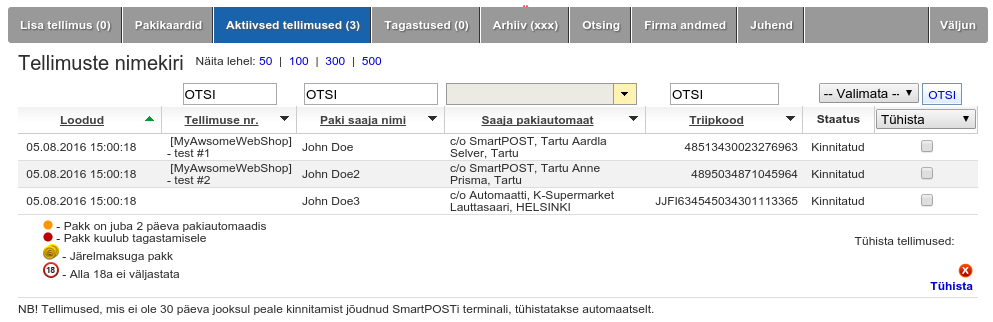 Lisa tellimus (0) Pakikaardid Aktiivsed tellimused (3) Tagastused (0) Arhiiv (xxx) Otsing Firma andmed Juhend Väljun
Tellimuste nimekiri Näita lehel: 50 | 100 | 300 | 500
OTSI OTSI OTSI -- Valimata -- OTSI
Loodud Tellimuse nr. Paki saaja nimi Saaja pakiautomaat Triipkood Staatus Tühista
05.08.2016 15:00:18 [MyAwsomeWebShop] - test #1 John Doe c/o SmartPOST, Tartu Aardla Selver, Tartu 48513430023276963 Kinnitatud
05.08.2016 15:00:18 [MyAwsomeWebShop] - test #2 John Doe2 c/o SmartPOST, Tartu Anne Prisma, Tartu 4895034871045964 Kinnitatud
05.08.2016 15:00:18 John Doe3 c/o Automaatti, K-Supermarket Lauttasaari, HELSINKI JJFI634545034301113365 Kinnitatud
- Pakk on juba 2 päeva pakiautomaadis
- Pakk kuulub tagastamisele
- Järelmaksuga pakk
18 - Alla 18a ei väljastata
Tühista tellimused:
X
Tühista
NB! Tellimused, mis ei ole 30 päeva jooksul peale kinnitamist jõudnud SmartPOSTi terminali, tühistatakse automaatselt.